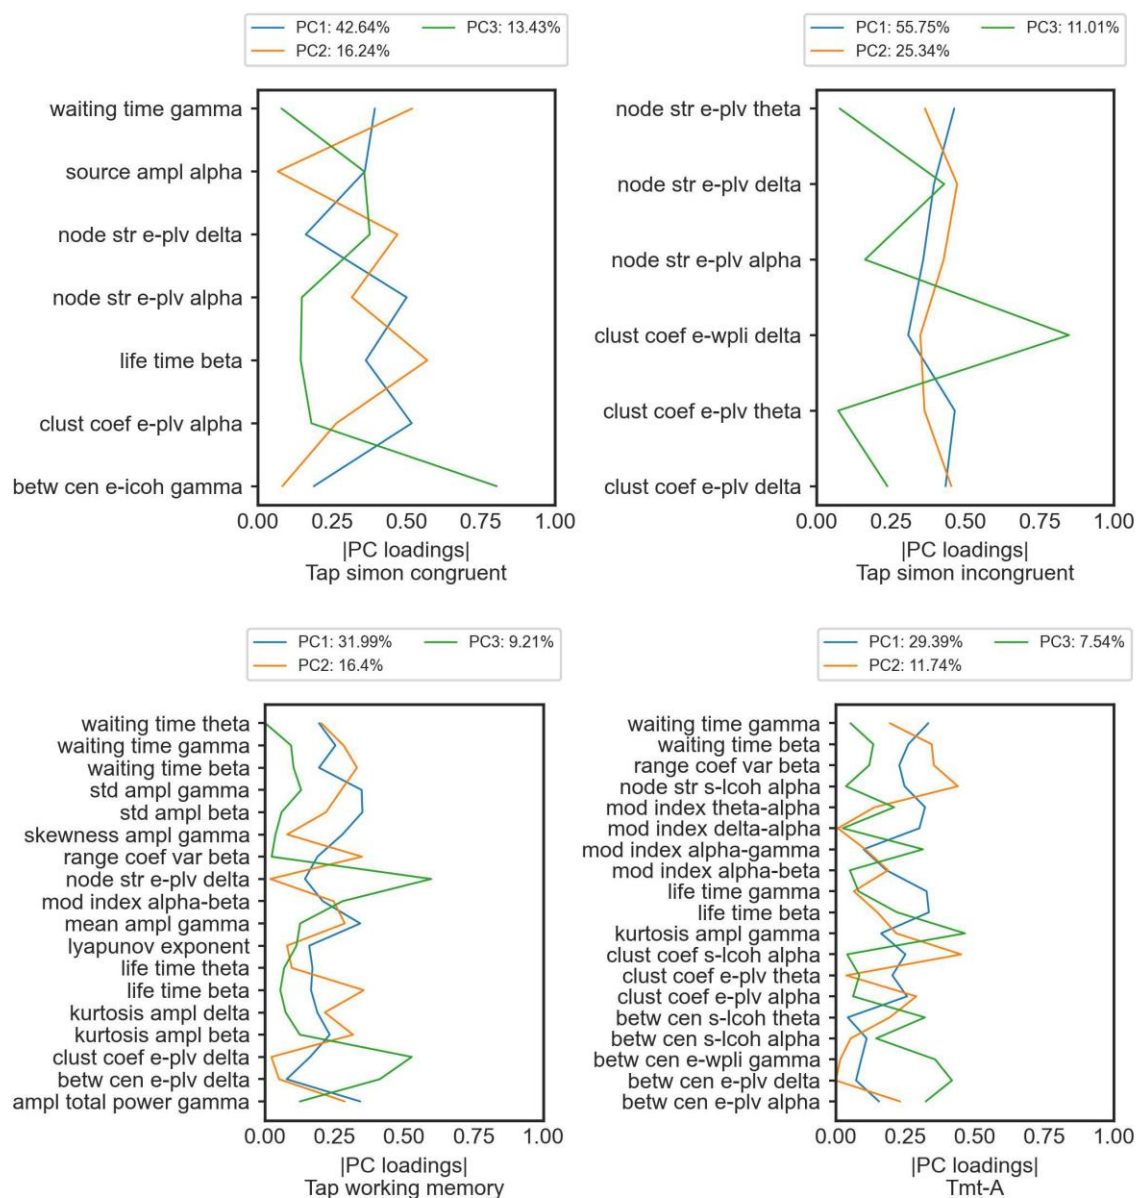 PC1: 42.64% PC3: 13.43%
PC2: 16.24%
waiting time gamma
source ampl alpha
node str e-plv delta
node str e-plv alpha
life time beta
clust coef e-plv alpha
betw cen e-icoh gamma
0.00 0.25 0.50 0.75 1.00
|PC loadings|
Tap simon congruent
PC1: 55.75% PC3: 11.01%
PC2: 25.34%
node str e-plv theta
node str e-plv delta
node str e-plv alpha
clust coef e-wpli delta
clust coef e-plv theta
clust coef e-plv delta
0.00 0.25 0.50 0.75 1.00
|PC loadings|
Tap simon incongruent
PC1: 31.99% PC3: 9.21%
PC2: 16.4%
waiting time theta
waiting time gamma
waiting time beta
std ampl gamma
std ampl beta
skewness ampl gamma
range coef var beta
node str e-plv delta
mod index alpha-beta
mean ampl gamma
lyapunov exponent
life time theta
life time beta
kurtosis ampl delta
kurtosis ampl beta
clust coef e-plv delta
betw cen e-plv delta
ampl total power gamma
0.00 0.25 0.50 0.75 1.00
|PC loadings|
Tap working memory
PC1: 29.39% PC3: 7.54%
PC2: 11.74%
waiting time gamma
waiting time beta
range coef var beta
node str s-lcoh alpha
mod index theta-alpha
mod index delta-alpha
mod index alpha-gamma
mod index alpha-beta
life time gamma
life time beta
kurtosis ampl gamma
clust coef s-lcoh alpha
clust coef e-plv theta
clust coef e-plv alpha
betw cen s-lcoh theta
betw cen s-lcoh alpha
betw cen e-wpli gamma
betw cen e-plv delta
betw cen e-plv alpha
0.00 0.25 0.50 0.75 1.00
|PC loadings|
Tmt-A